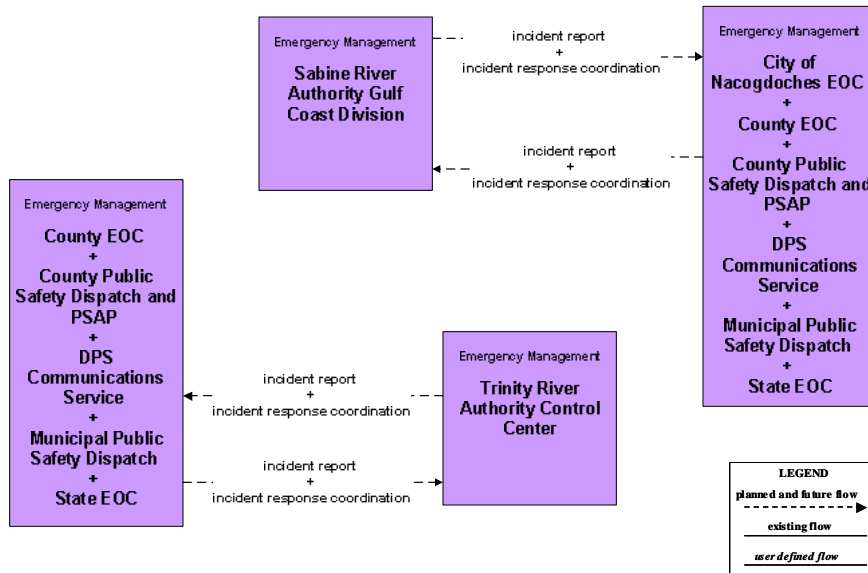 Emergency Management
Sabine River
Authority Gulf
Coast Division
incident report
+
incident response coordination
incident report
+
incident response coordination
Emergency Management
City of
Nacogdoches EOC
+
County EOC
+
County Public
Safety Dispatch and
PSAP
+
DPS
Communications
Service
+
Municipal Public
Safety Dispatch
+
State EOC
Emergency Management
County EOC
+
County Public
Safety Dispatch and
PSAP
+
DPS
Communications
Service
+
Municipal Public
Safety Dispatch
+
State EOC
incident report
+
incident response coordination
incident report
+
incident response coordination
Emergency Management
Trinity River
Authority Control
Center
LEGEND
planned and future flow
existing flow
user defined flow